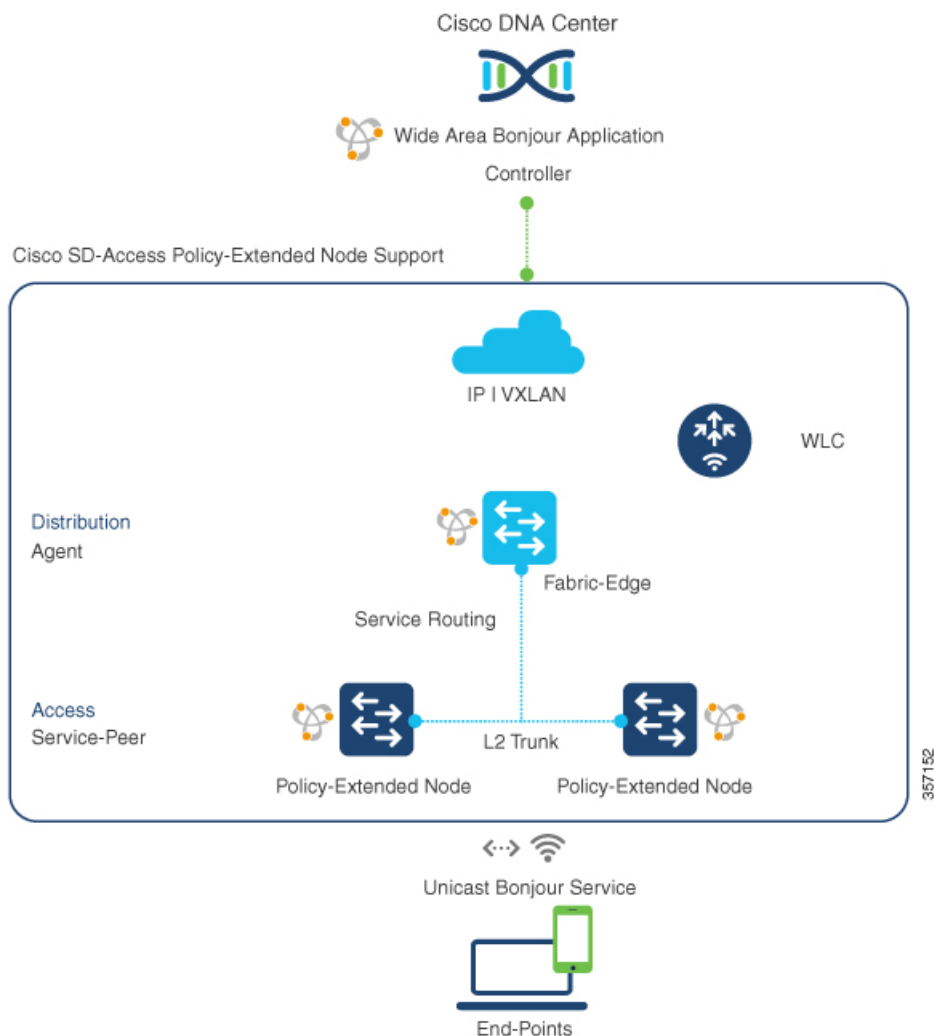 Cisco DNA Center
Wide Area Bonjour Application
Controller
Cisco SD-Access Policy-Extended Node Support
IP | VXLAN
WLC
Distribution
Agent
Fabric-Edge
Service Routing
Access
Service-Peer
L2 Trunk
Policy-Extended Node
Policy-Extended Node
357152
Unicast Bonjour Service
End-Points